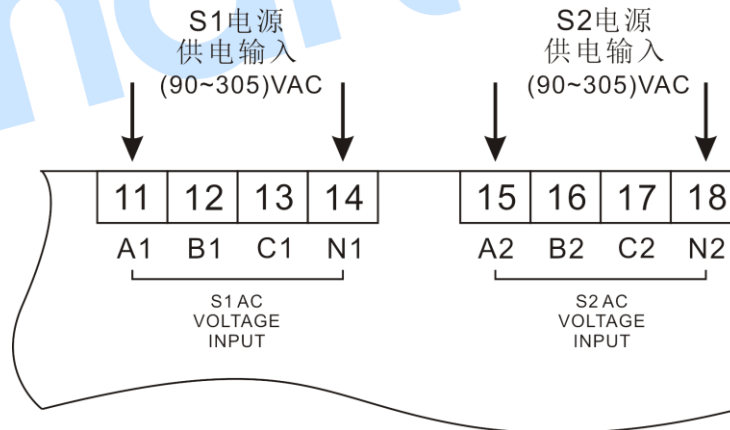 S1电源
供电输入
(90~305)VAC
S2电源
供电输入
(90~305)VAC
11 12 13 14
15 16 17 18
A1 B1 C1 N1
A2 B2 C2 N2
S1 AC
VOLTAGE
INPUT
S2 AC
VOLTAGE
INPUT